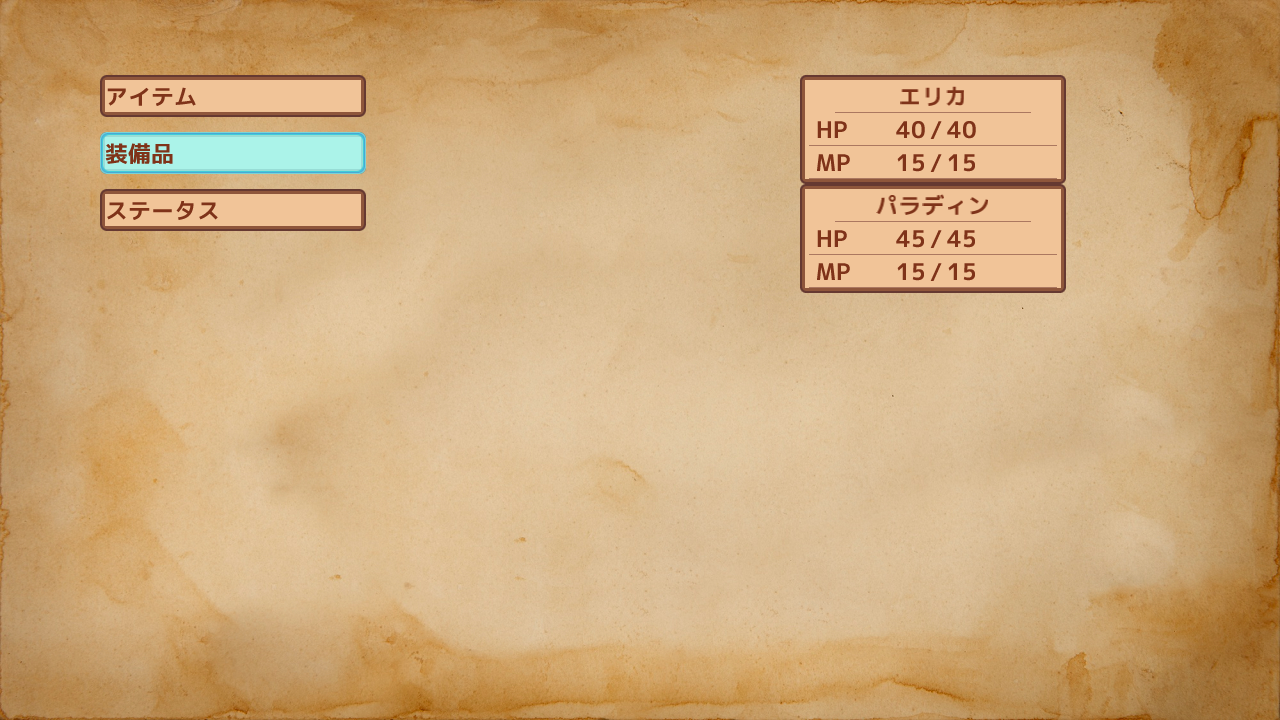 アイテム
装備品
ステータス
エリカ
HP 40 / 40
MP 15 / 15
パラディン
HP 45 / 45
MP 15 / 15